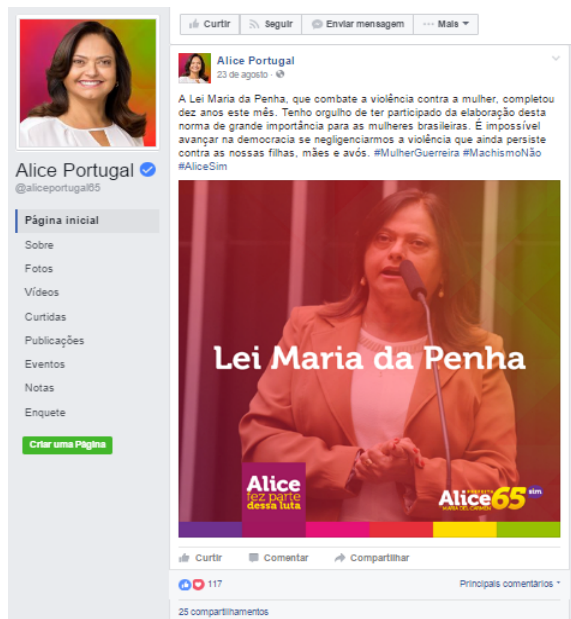 Curtir Seguir Enviar mensagem ··· Mais
Alice Portugal
23 de agosto ·
A Lei Maria da Penha, que combate a violência contra a mulher, completou
dez anos este mês. Tenho orgulho de ter participado da elaboração desta
norma de grande importância para as mulheres brasileiras. É impossível
avançar na democracia se negligenciarmos a violência que ainda persiste
contra as nossas filhas, mães e avós. #MulherGuerreira #MachismoNão
#AliceSim
Alice Portugal
@aliceportugal65
Página inicial
Sobre
Fotos
Vídeos
Curtidas
Publicações
Eventos
Notas
Enquete
Criar uma Página
Lei Maria da Penha
Alice
fez parte
dessa luta
PREFEITA
Alice65 sim
MARIA DEL CARMEN
Curtir Comentar Compartilhar
117 Principais comentários
25 compartilhamentos